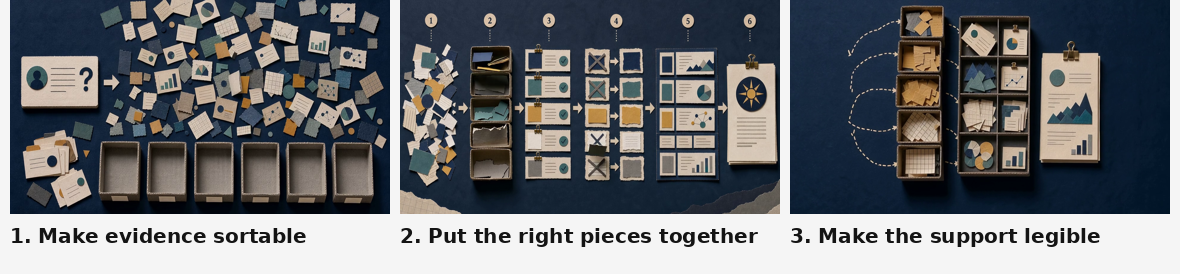 ?
1 2 3 4 5 6
1. Make evidence sortable
2. Put the right pieces together
3. Make the support legible